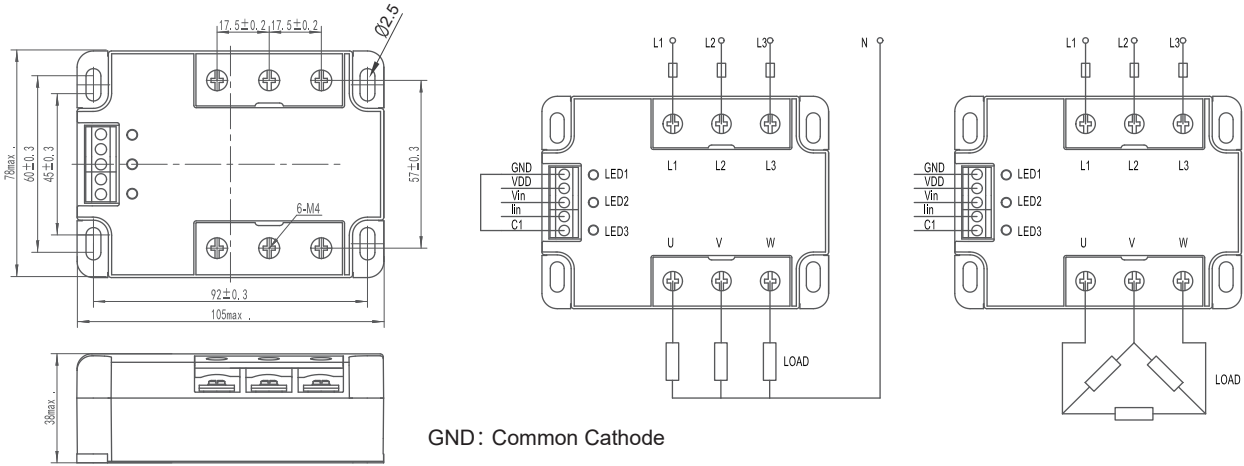 17.5±0.2
17.5±0.2
Ø2.5
78max.
60±0.3
45±0.3
57±0.3
6-M4
92±0.3
105max.
38max.
L1
L2
L3
N
GND
VDD
Vin
Iin
C1
LED1
LED2
LED3
L1
L2
L3
U
V
W
LOAD
L1
L2
L3
GND
VDD
Vin
Iin
C1
LED1
LED2
LED3
L1
L2
L3
U
V
W
LOAD
GND: Common Cathode